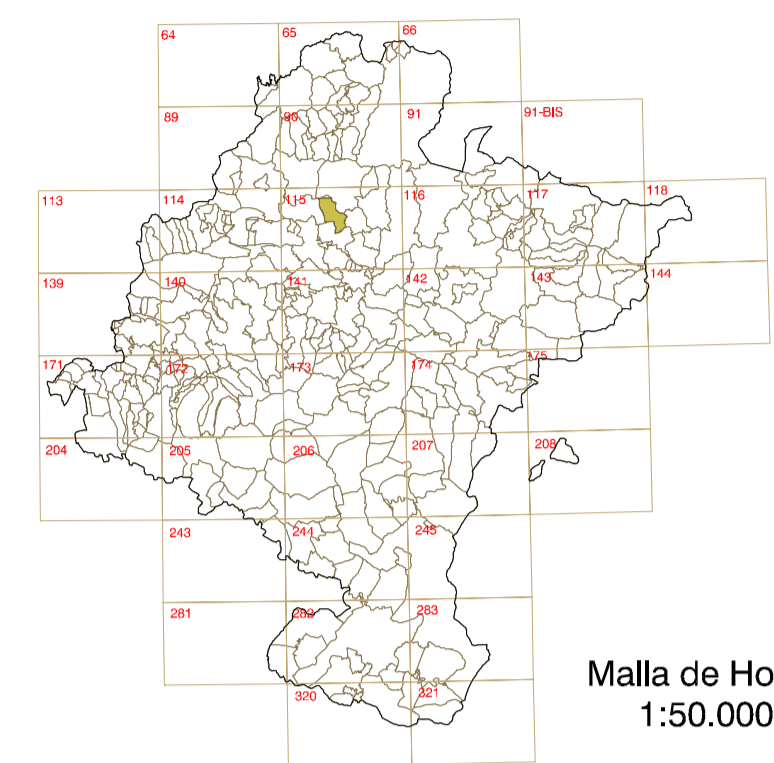 64 65 66
89 90 91 91-BIS
113 114 115 116 117 118
139 140 141 142 143 144
171 172 173 174 175
204 205 206 207 208
243 244 245
281 282 283
320 321
Malla de Ho
1:50.000